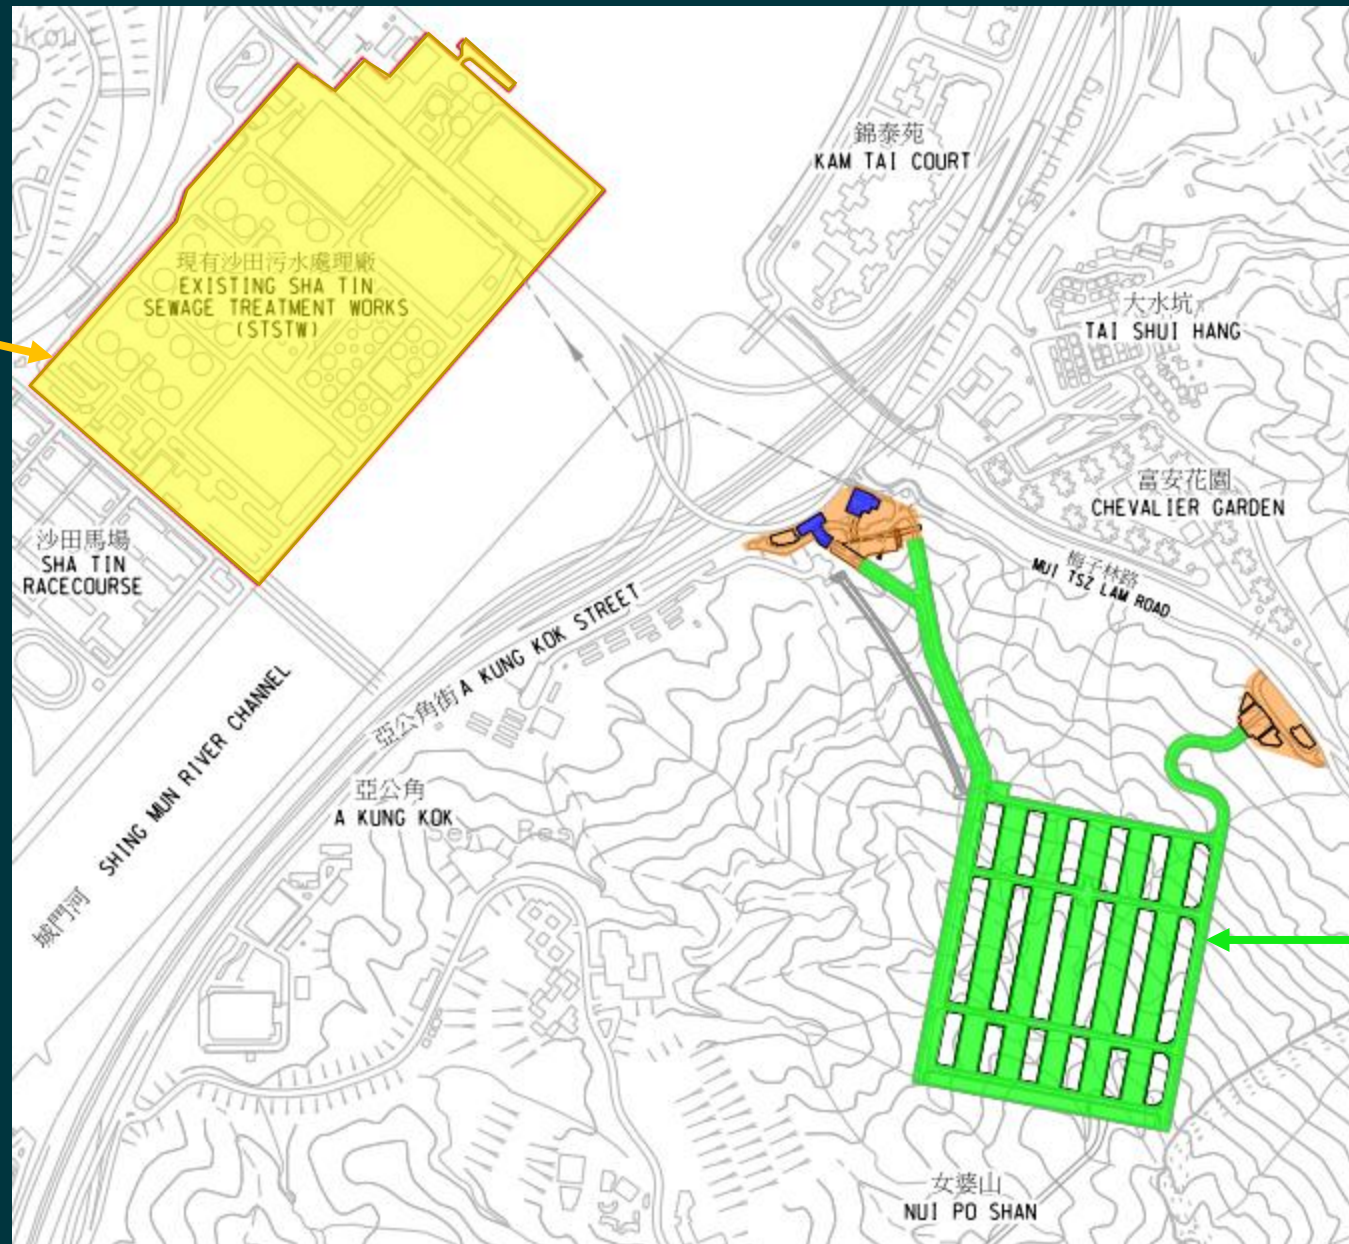 錦泰苑
KAM TAI COURT
Tai Shui Hang
現有沙田污水處理廠
EXISTING SHA TIN
SEWAGE TREATMENT WORKS
(STSTW)
大水坑
TAI SHUI HANG
富安花園
CHEVALIER GARDEN
沙田馬場
SHA TIN
RACECOURSE
梅子林路
MUI TSZ LAM ROAD
亞公角街 A KUNG KOK STREET
亞公角
A KUNG KOK
城門河 SHING MUN RIVER CHANNEL
女婆山
NUI PO SHAN